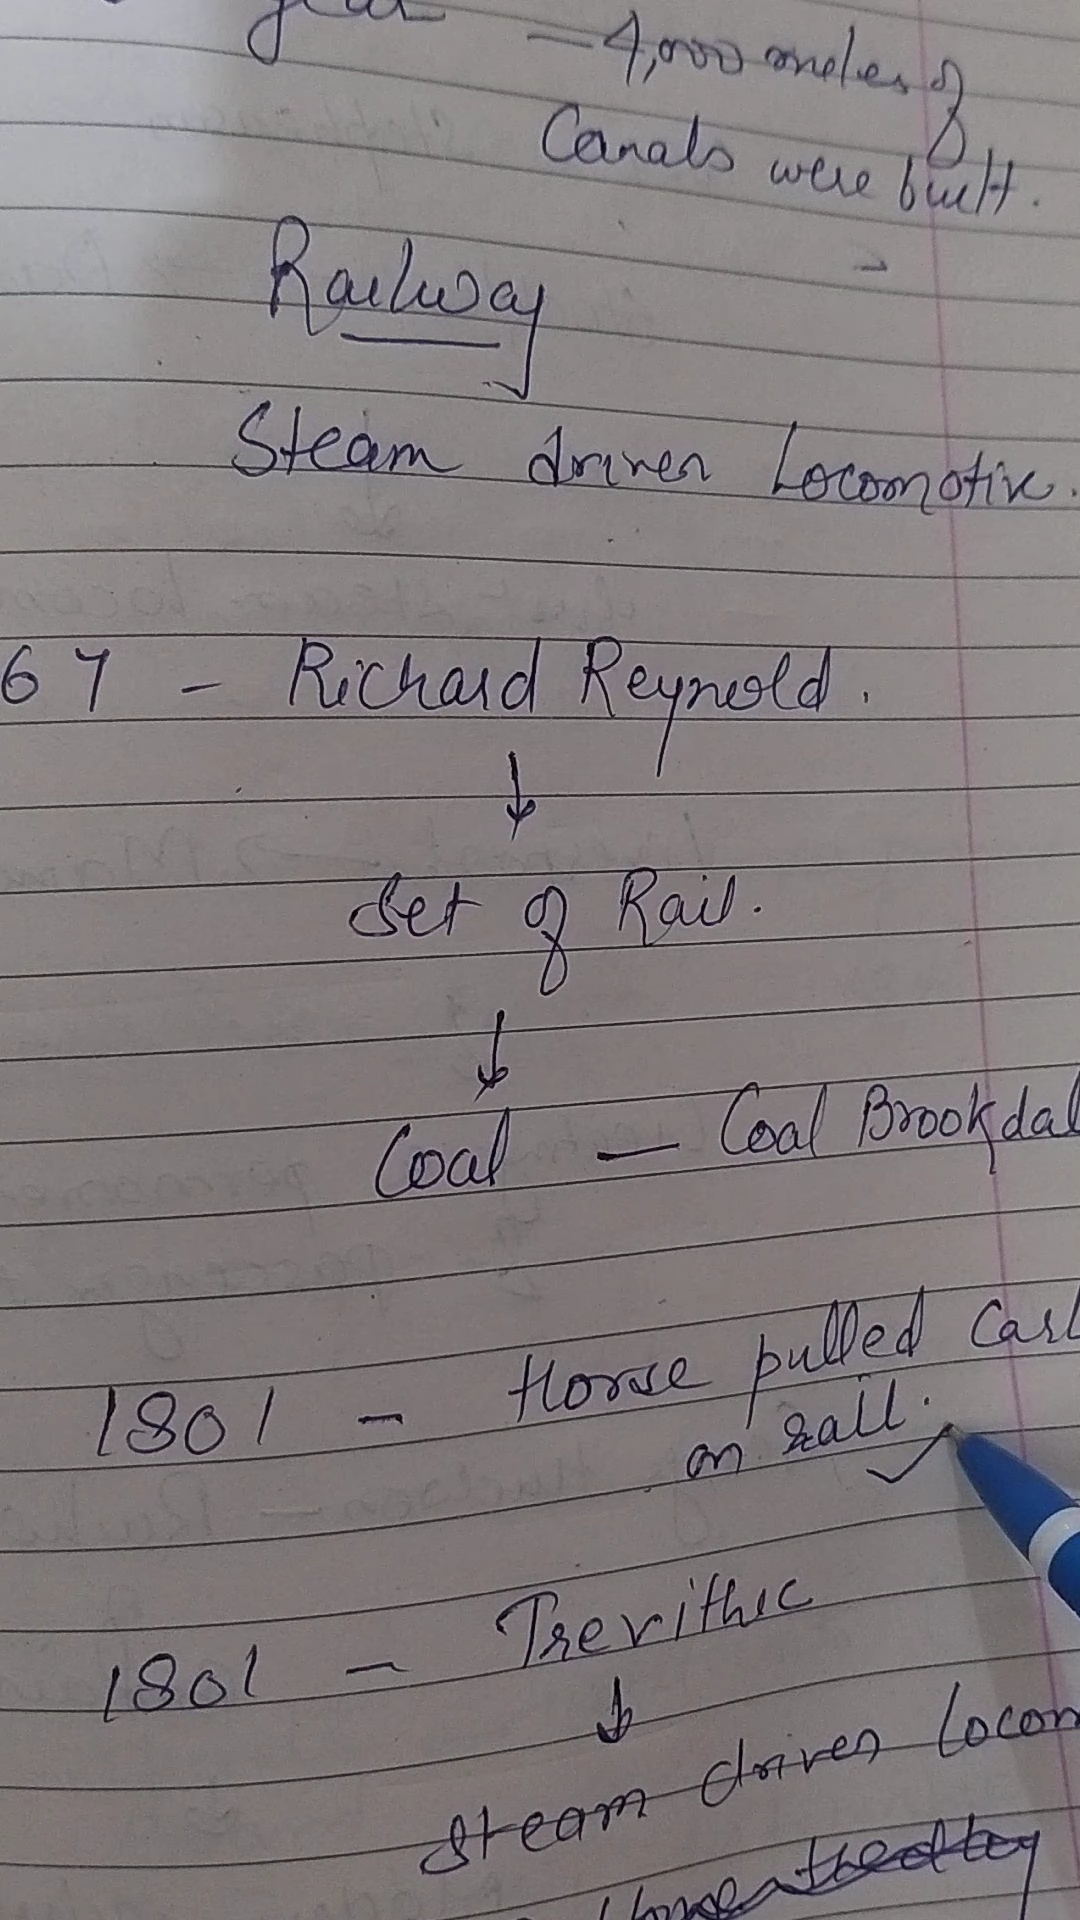 – 4,000 miles of
Canals were built.
Railway
Steam driven Locomotive.
67 – Richard Reynold.
↓
Set of Rail.
↓
Coal – Coal Brookdal
1801 – Horse pulled Cart
on rail.
1801 – Trevithic
↓
Steam driven locom